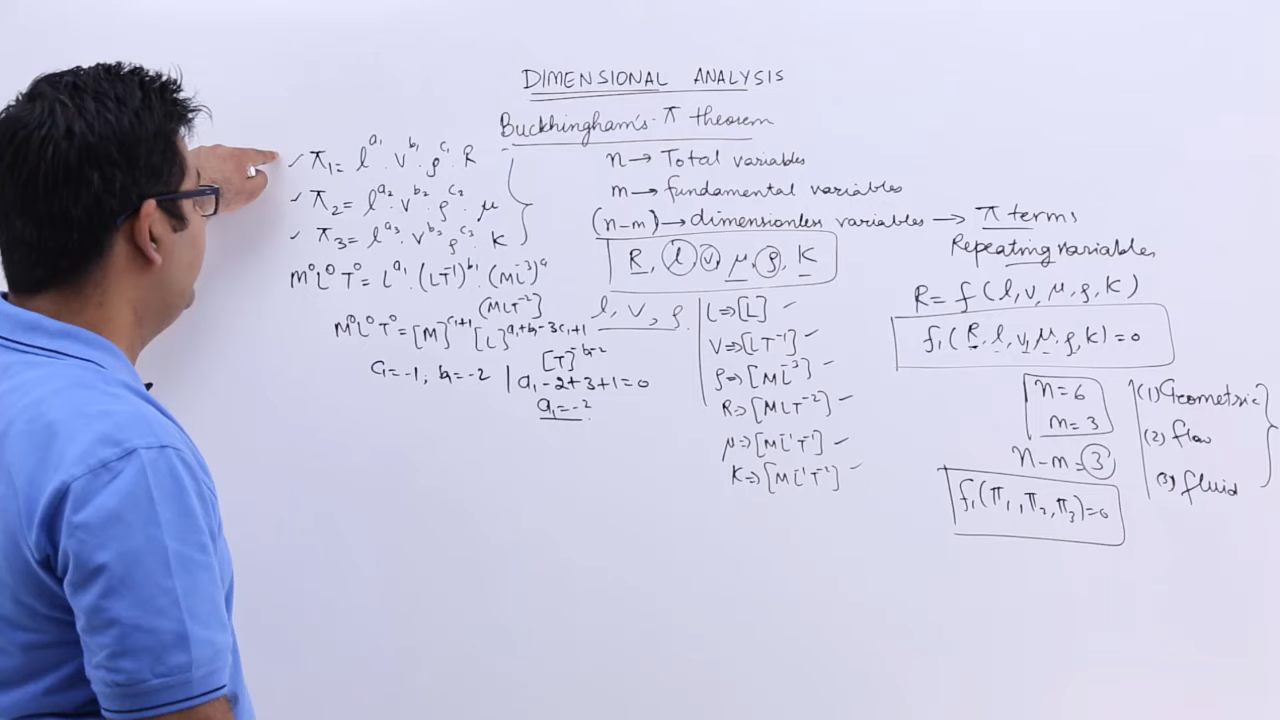 DIMENSIONAL ANALYSIS
Buckhingham's π theorem
n → Total variables
m → fundamental variables
(n-m) → dimensionless variables → π terms
Repeating variables
R, l, v, μ, ρ, K
✓ π₁ = l^a₁ . v^b₁ . ρ^c₁ . R
✓ π₂ = l^a₂ . v^b₂ . ρ^c₂ . μ
✓ π₃ = l^a₃ . v^b₃ ρ^c₃ . K
M⁰L⁰T⁰ = L^a₁ . (LT⁻¹)^b₁ . (ML⁻³)^c₁
(MLT⁻²]
M⁰L⁰T⁰ = [M]^c₁+1 [L]^a₁+b₁-3c₁+1
[T]^-b₁-2
c₁=-1; b₁=-2 | a₁-2+3+1=0
a₁=-2
l, v, ρ
L ⇒ [L] ✓
V ⇒ [LT⁻¹] ✓
ρ ⇒ [ML⁻³] ✓
R ⇒ [MLT⁻²] ✓
μ ⇒ [ML⁻¹T⁻¹] ✓
K ⇒ [ML⁻¹T⁻²] ✓
R = f(l, v, μ, ρ, K)
f₁(R, l, v, μ, ρ, K) = 0
n=6
m=3
n-m=3
f₁(π₁, π₂, π₃)=0
(1) Geometric
(2) flow
(3) fluid